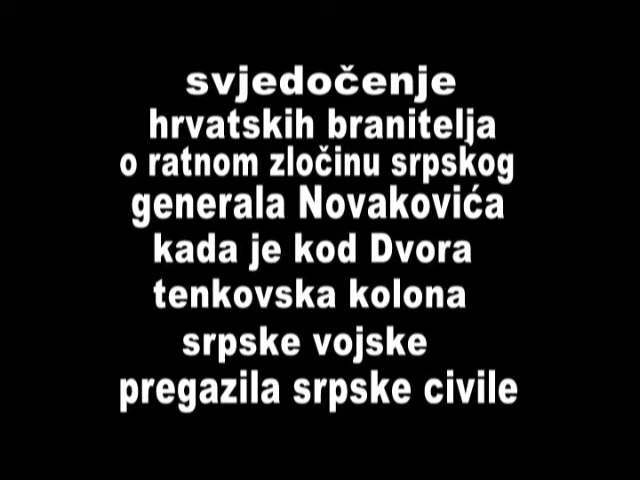 svjedočenje
hrvatskih branitelja
o ratnom zločinu srpskog
generala Novakovića
kada je kod Dvora
tenkovska kolona
srpske vojske
pregazila srpske civile